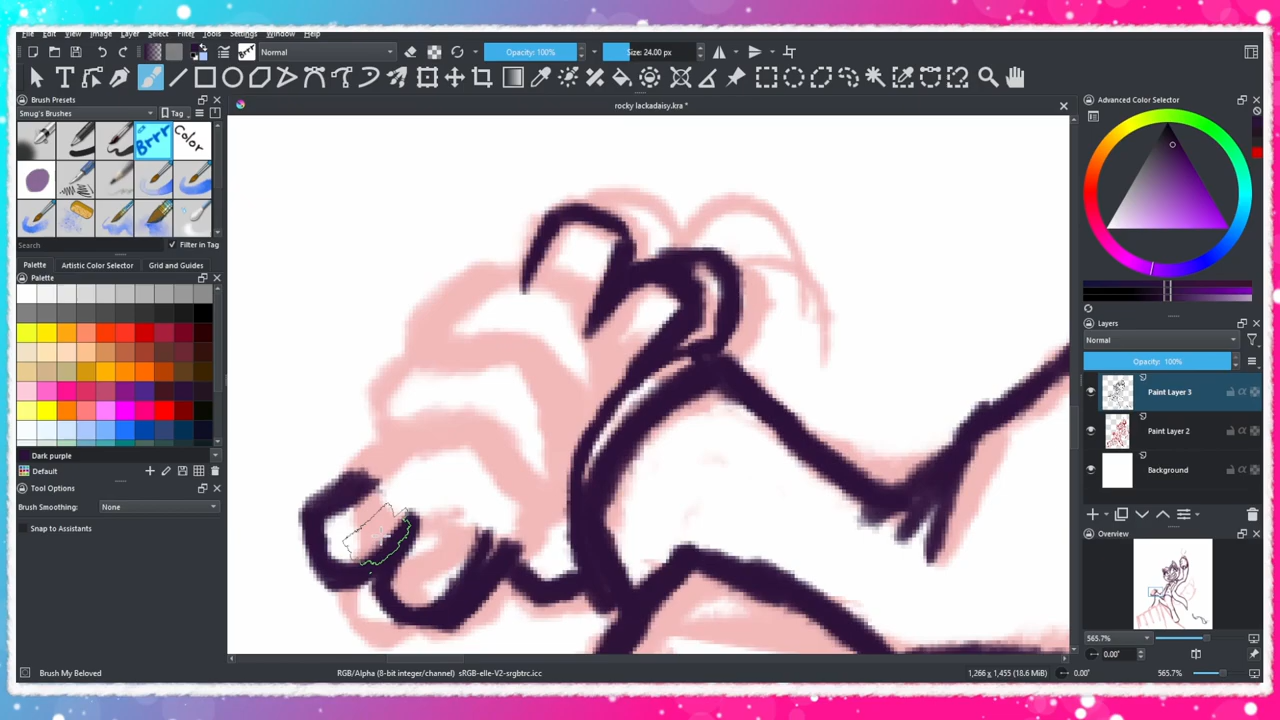 File Edit View Image Layer Select Filter Tools Settings Window Help
Normal
Opacity: 100%
Size: 24.00 px
Brush Presets
rocky lackadaisy.kra *
Advanced Color Selector
Smug's Brushes
Tag
Brrr
Color
Search
Filter in Tag
Palette
Artistic Color Selector
Grid and Guides
Palette
Layers
Normal
Opacity: 100%
Paint Layer 3
Paint Layer 2
Background
Dark purple
Default
Tool Options
Brush Smoothing:
None
Snap to Assistants
Overview
565.7%
0.00°
Brush My Beloved
RGB/Alpha (8-bit integer/channel) sRGB-elle-V2-srgbtrc.icc
1,266 x 1,455 (18.6 MiB)
0.00°
565.7%